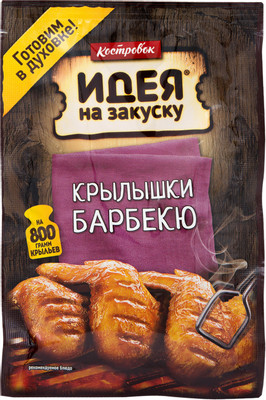 Готовим
в духовке!
Костровок
ИДЕЯ®
на закуску
КРЫЛЫШКИ
БАРБЕКЮ
НА
800
ГРАММ
КРЫЛЬЕВ
рекомендуемое блюдо